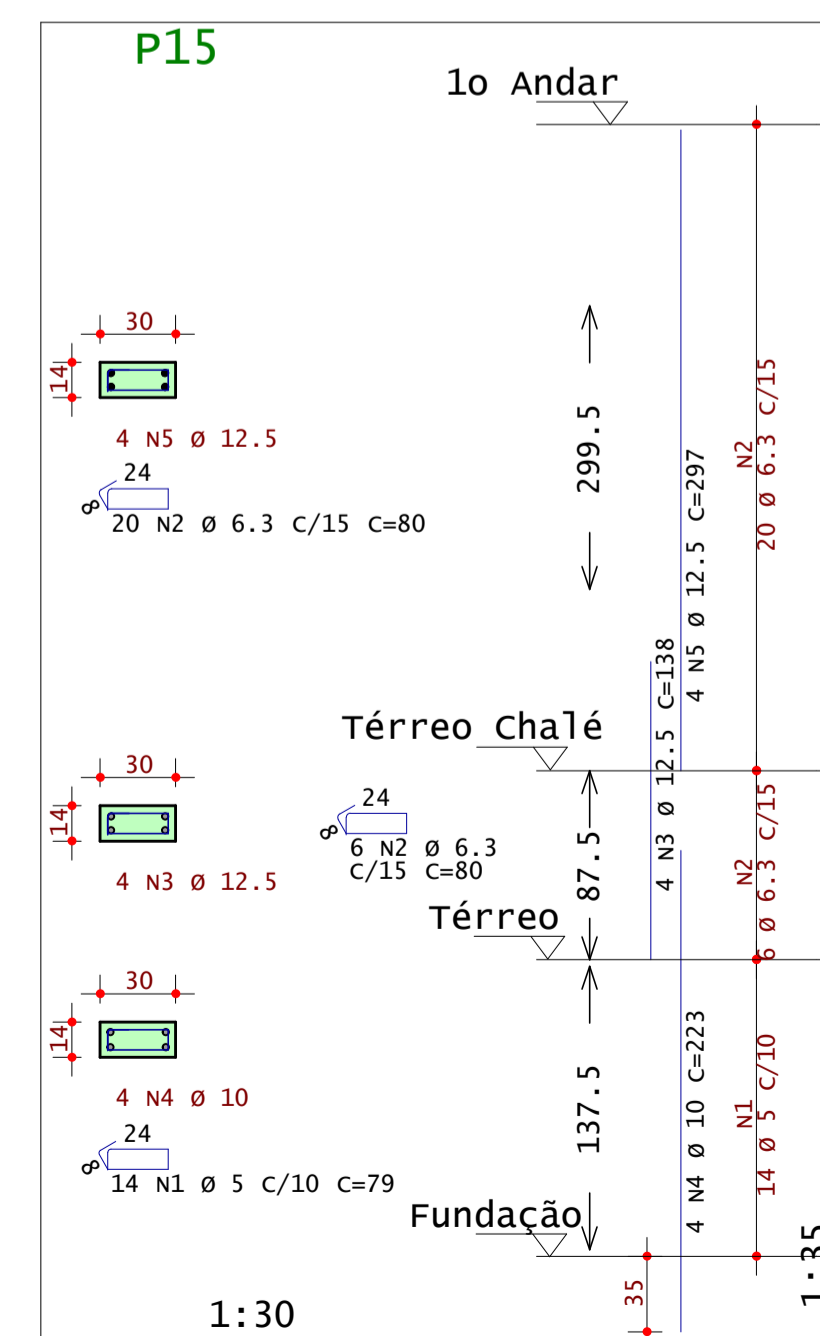 P15
1o Andar
30
14
4 N5 Ø 12.5
24
8
20 N2 Ø 6.3 C/15 C=80
299.5
4 N5 Ø 12.5 C=297
N2
20 Ø 6.3 C/15
Térreo Chalé
30
14
4 N3 Ø 12.5
24
8
6 N2 Ø 6.3
C/15 C=80
87.5
4 N3 Ø 12.5 C=138
N2
6 Ø 6.3 C/15
Térreo
30
14
4 N4 Ø 10
24
8
14 N1 Ø 5 C/10 C=79
137.5
4 N4 Ø 10 C=223
N1
14 Ø 5 C/10
Fundação
35
1:30
1:35